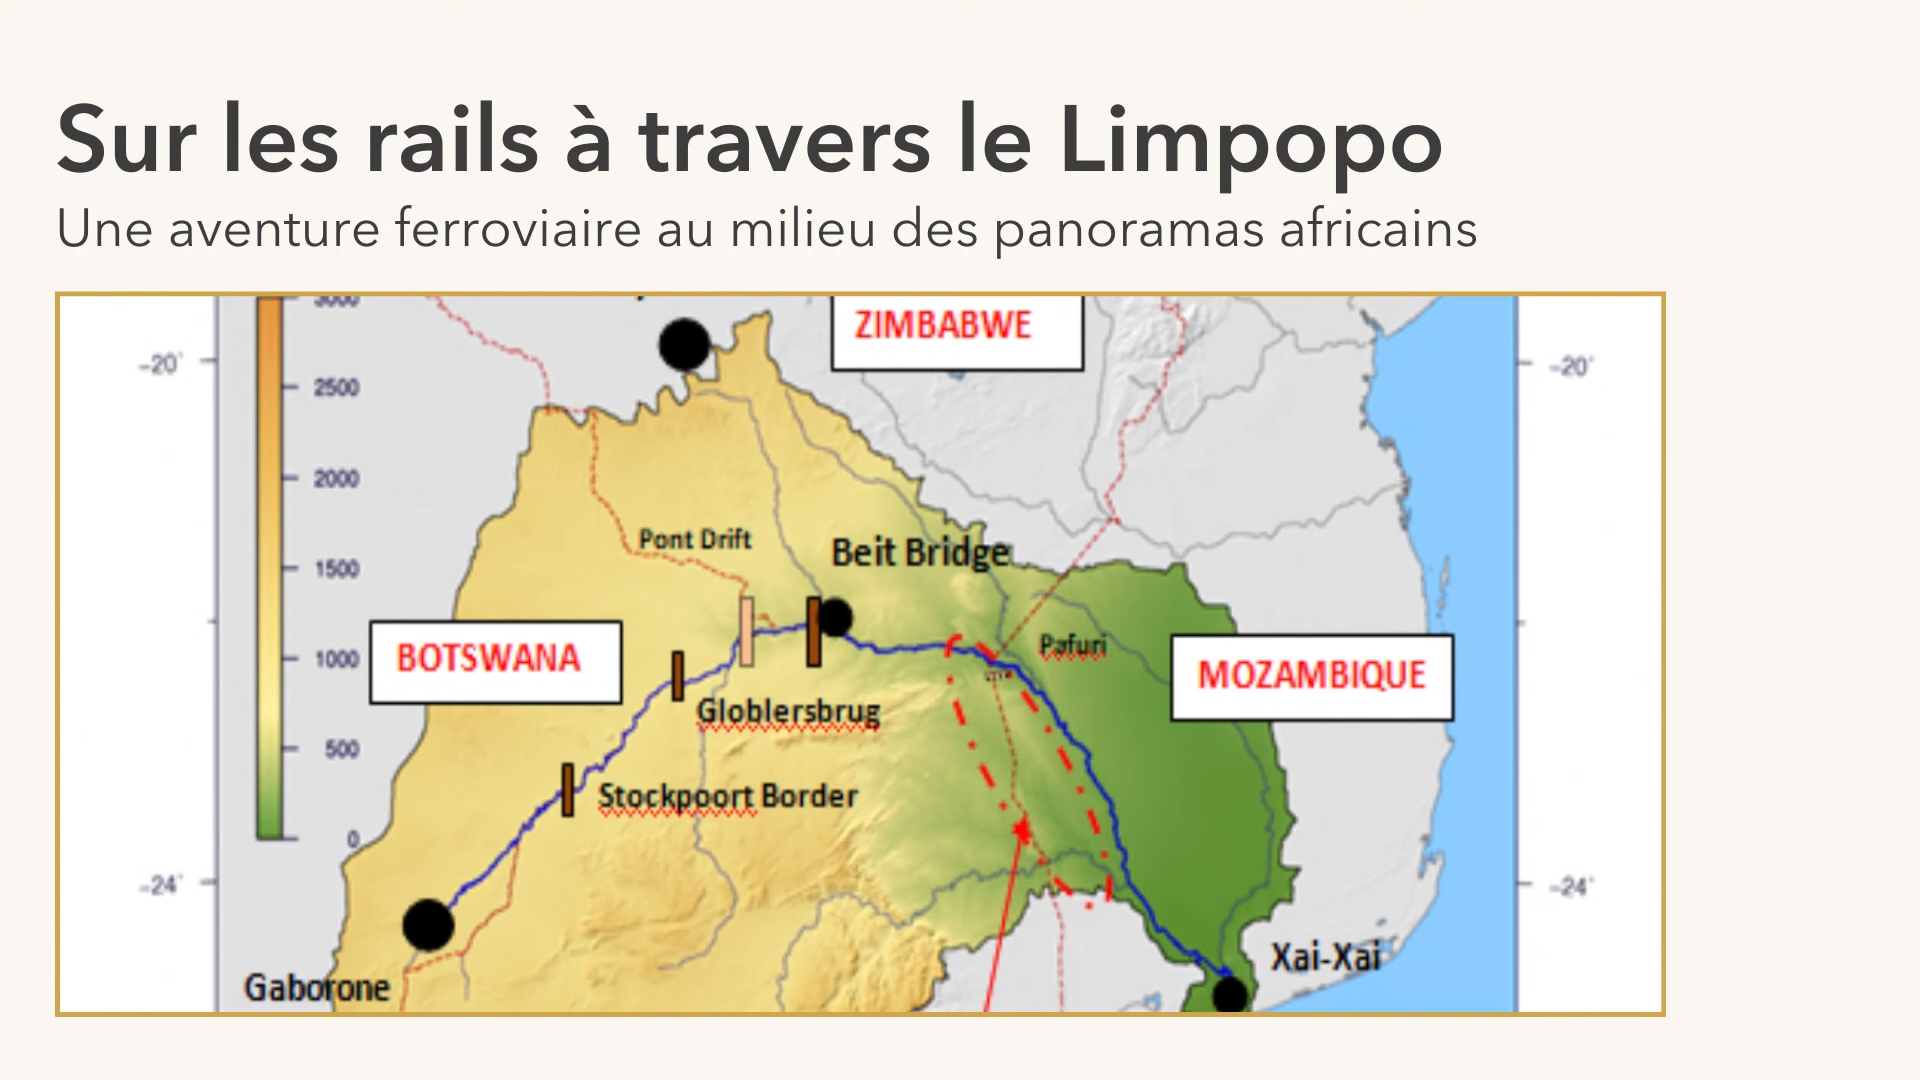 Sur les rails à travers le Limpopo
Une aventure ferroviaire au milieu des panoramas africains
3000
ZIMBABWE
-20°
-20°
2500
2000
Pont Drift
Beit Bridge
1500
BOTSWANA
1000
Pafuri
MOZAMBIQUE
Globlersbrug
500
Stockpoort Border
0
-24°
-24°
Xai-Xai
Gaborone